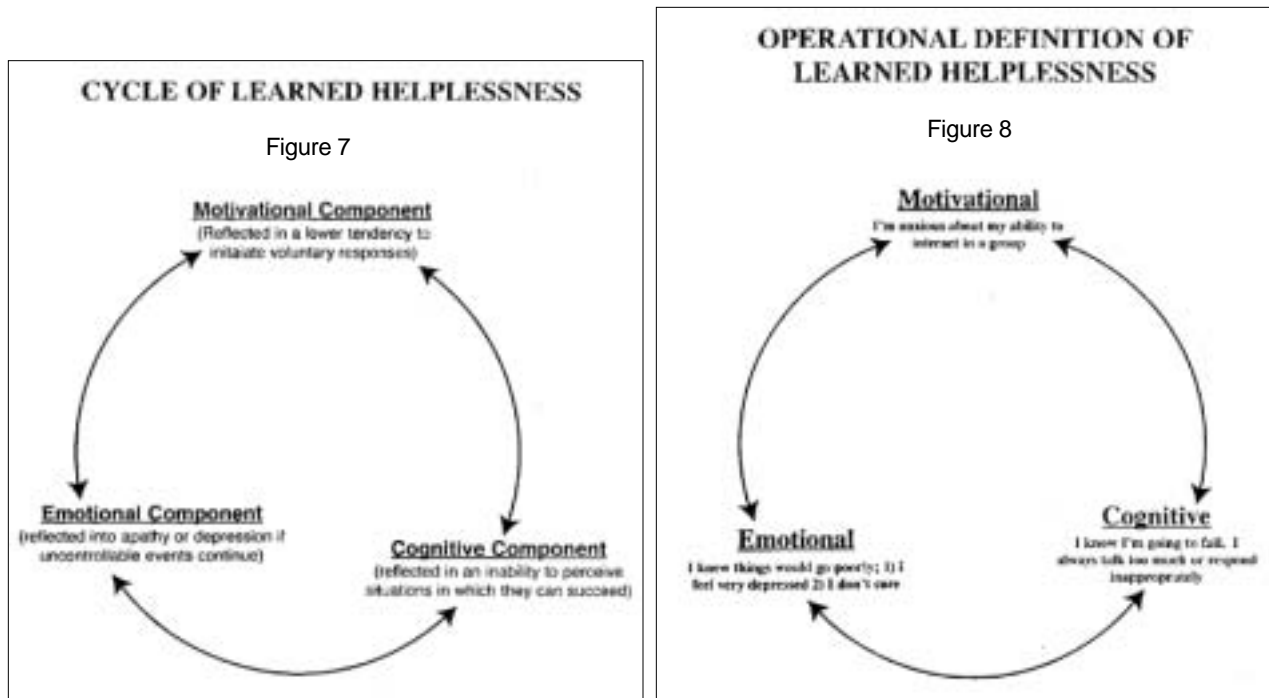 CYCLE OF LEARNED HELPLESSNESS
Figure 7
Motivational Component
(Reflected in a lower tendency to
initaiate voluntary responses)
Emotional Component
(reflected into apathy or depression if
uncontrollable events continue)
Cognitive Component
(reflected in an inability to perceive
situations in which they can succeed)
OPERATIONAL DEFINITION OF
LEARNED HELPLESSNESS
Figure 8
Motivational
I'm anxious about my ability to
interact in a group
Cognitive
I know I'm going to fail. I
always talk too much or respond
inappropriately
Emotional
I knew things would go poorly; 1) I
feel very depressed 2) I don't care